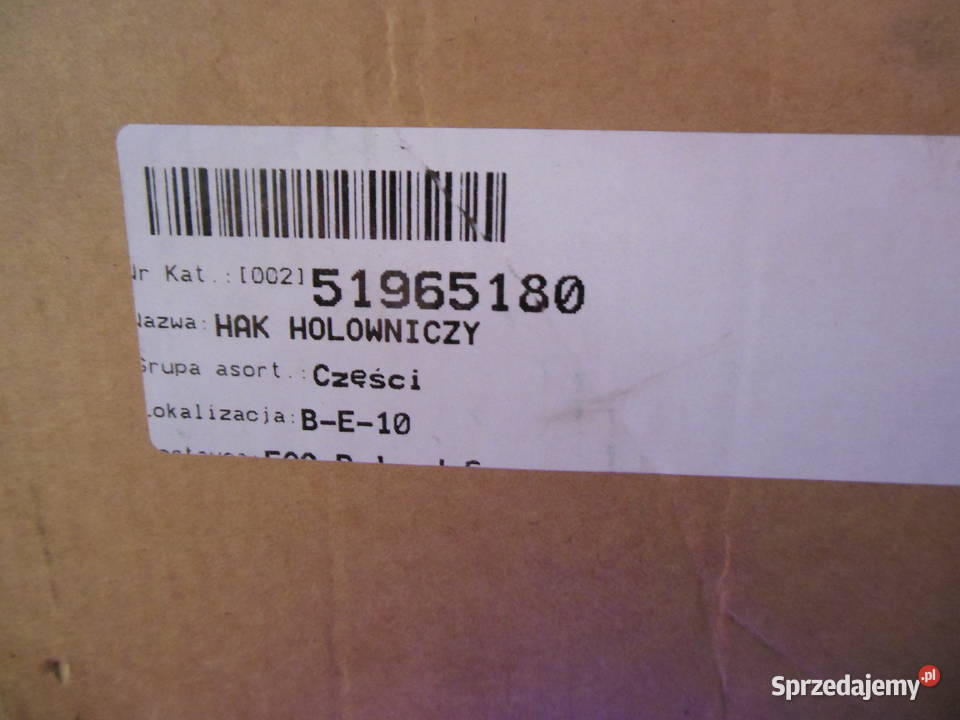 Nr Kat.:[002]51965180
Nazwa:HAK HOLOWNICZY
Grupa asort.:Części
Lokalizacja:B-E-10
Sprzedajemy.pl